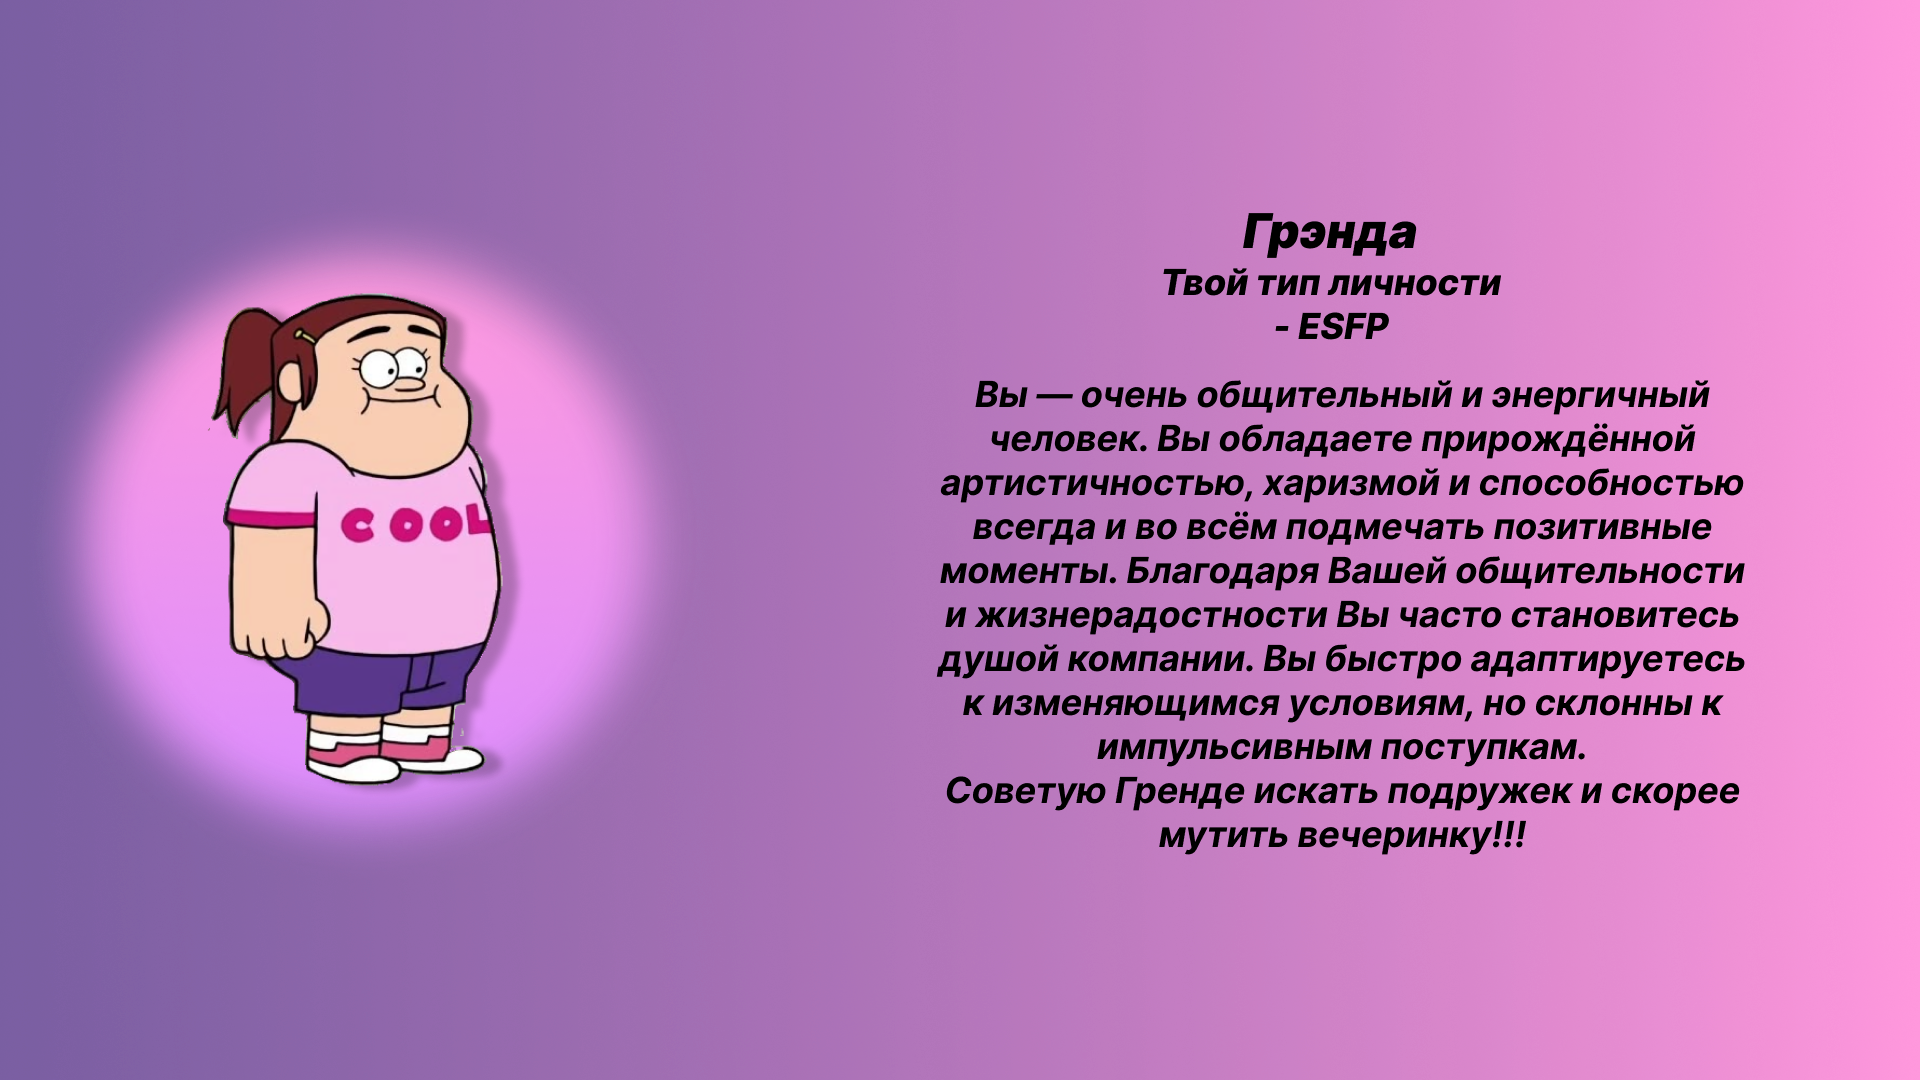 Грэнда
Твой тип личности
- ESFP
Вы — очень общительный и энергичный
человек. Вы обладаете прирождённой
артистичностью, харизмой и способностью
всегда и во всём подмечать позитивные
моменты. Благодаря Вашей общительности
и жизнерадостности Вы часто становитесь
душой компании. Вы быстро адаптируетесь
к изменяющимся условиям, но склонны к
импульсивным поступкам.
Советую Гренде искать подружек и скорее
мутить вечеринку!!!
COOL